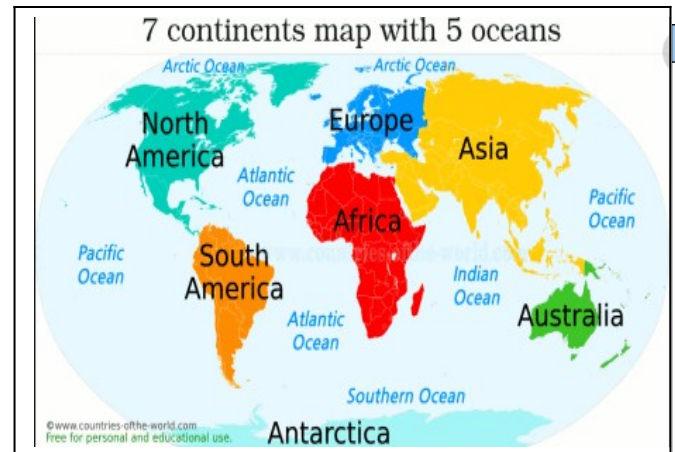 7 continents map with 5 oceans
Arctic Ocean
Arctic Ocean
North
America
Europe
Asia
Atlantic
Ocean
Pacific
Ocean
Africa
Pacific
Ocean
South
America
Indian
Ocean
Atlantic
Ocean
Australia
Southern Ocean
Antarctica
©www.countries-ofthe-world.com
Free for personal and educational use.